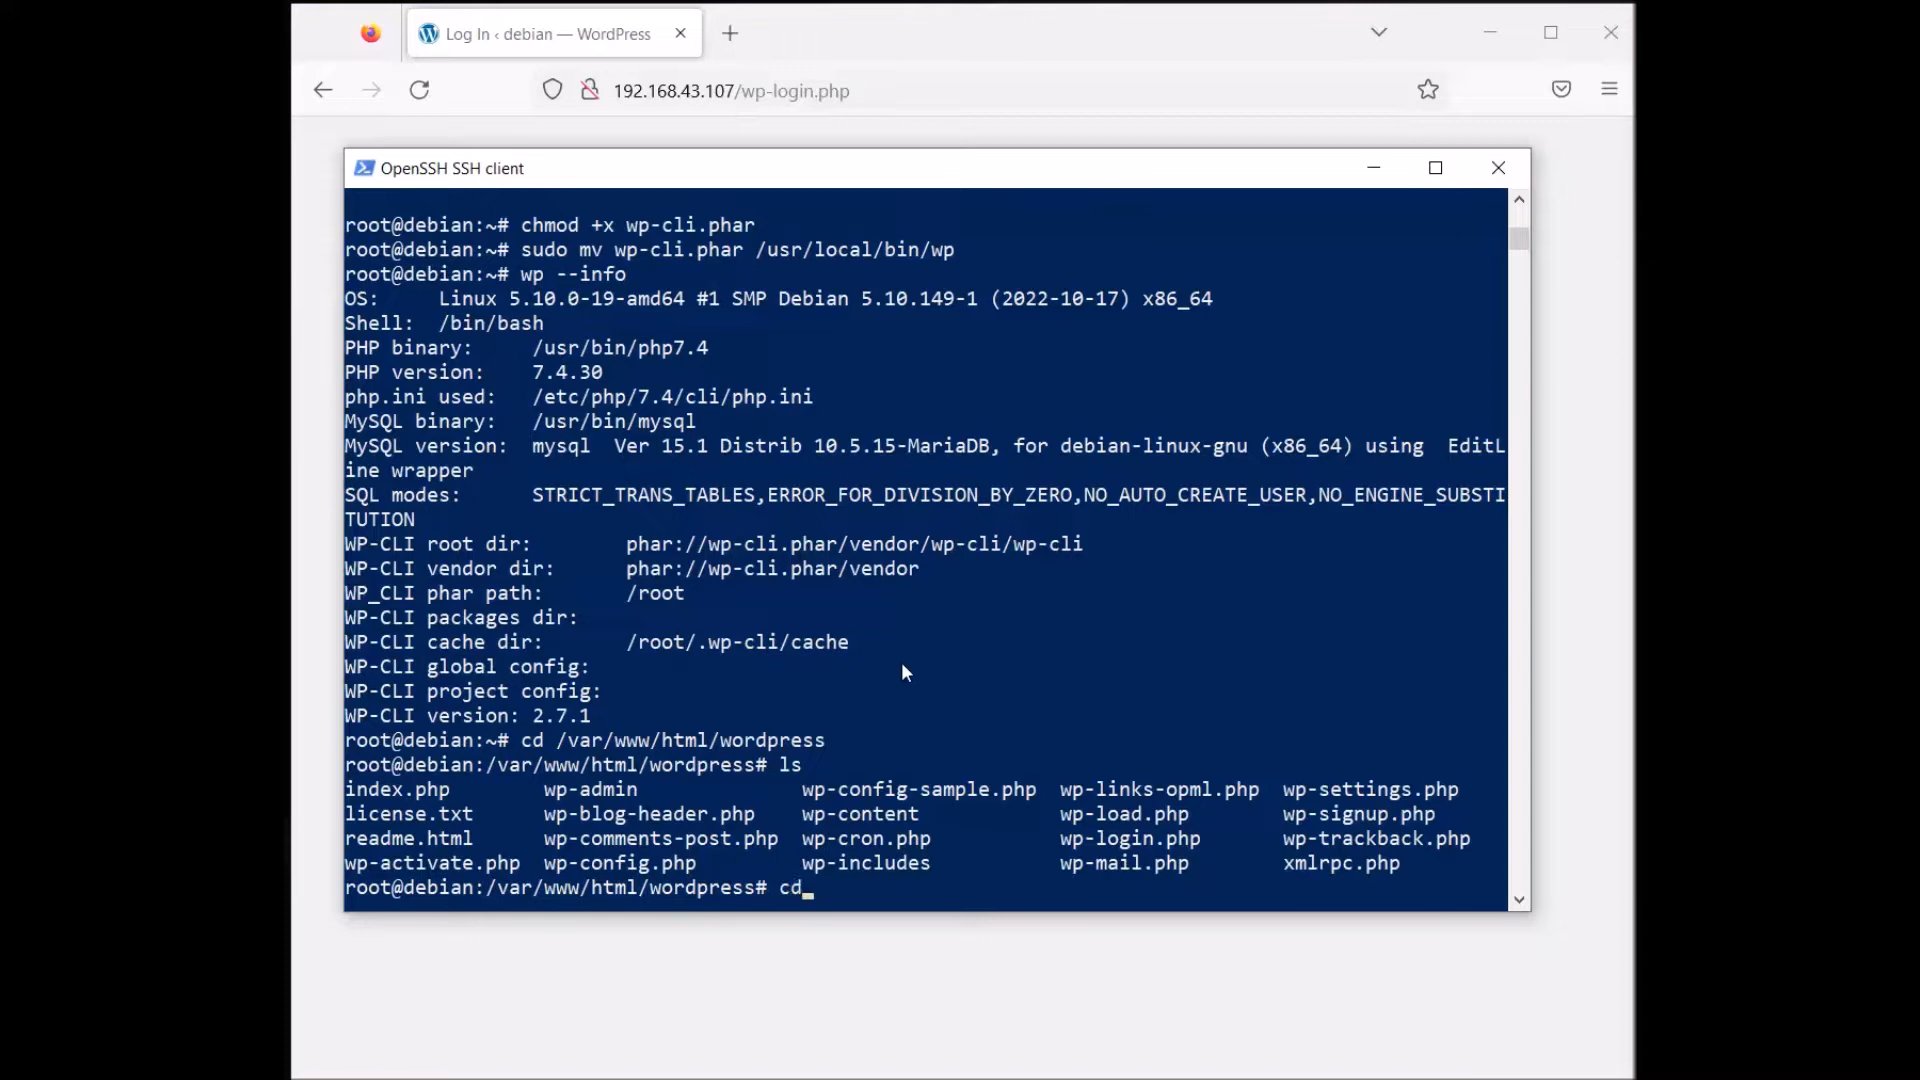 Log In ‹ debian — WordPress
192.168.43.107/wp-login.php
OpenSSH SSH client
root@debian:~# chmod +x wp-cli.phar
root@debian:~# sudo mv wp-cli.phar /usr/local/bin/wp
root@debian:~# wp --info
OS:     Linux 5.10.0-19-amd64 #1 SMP Debian 5.10.149-1 (2022-10-17) x86_64
Shell:  /bin/bash
PHP binary:     /usr/bin/php7.4
PHP version:    7.4.30
php.ini used:   /etc/php/7.4/cli/php.ini
MySQL binary:   /usr/bin/mysql
MySQL version:  mysql  Ver 15.1 Distrib 10.5.15-MariaDB, for debian-linux-gnu (x86_64) using  EditL
ine wrapper
SQL modes:      STRICT_TRANS_TABLES,ERROR_FOR_DIVISION_BY_ZERO,NO_AUTO_CREATE_USER,NO_ENGINE_SUBSTI
TUTION
WP-CLI root dir:        phar://wp-cli.phar/vendor/wp-cli/wp-cli
WP-CLI vendor dir:      phar://wp-cli.phar/vendor
WP_CLI phar path:       /root
WP-CLI packages dir:
WP-CLI cache dir:       /root/.wp-cli/cache
WP-CLI global config:
WP-CLI project config:
WP-CLI version: 2.7.1
root@debian:~# cd /var/www/html/wordpress
root@debian:/var/www/html/wordpress# ls
index.php        wp-admin              wp-config-sample.php  wp-links-opml.php  wp-settings.php
license.txt      wp-blog-header.php    wp-content            wp-load.php        wp-signup.php
readme.html      wp-comments-post.php  wp-cron.php           wp-login.php       wp-trackback.php
wp-activate.php  wp-config.php         wp-includes           wp-mail.php        xmlrpc.php
root@debian:/var/www/html/wordpress# cd